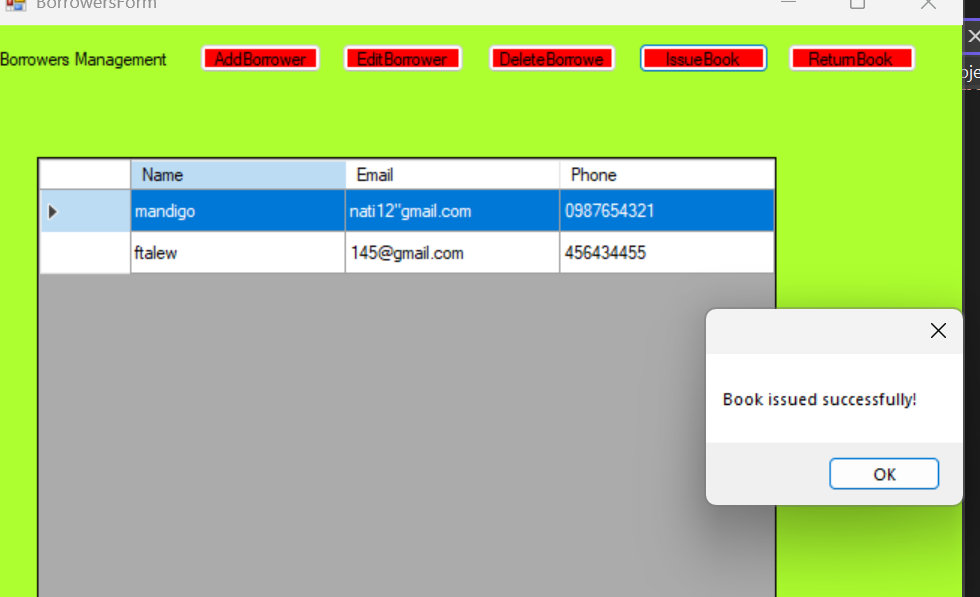 BorrowersForm
Borrowers Management AddBorrower EditBorrower DeleteBorrowe IssueBook ReturnBook
Name Email Phone
mandigo nati12"gmail.com 0987654321
ftalew 145@gmail.com 456434455
Book issued successfully!
OK